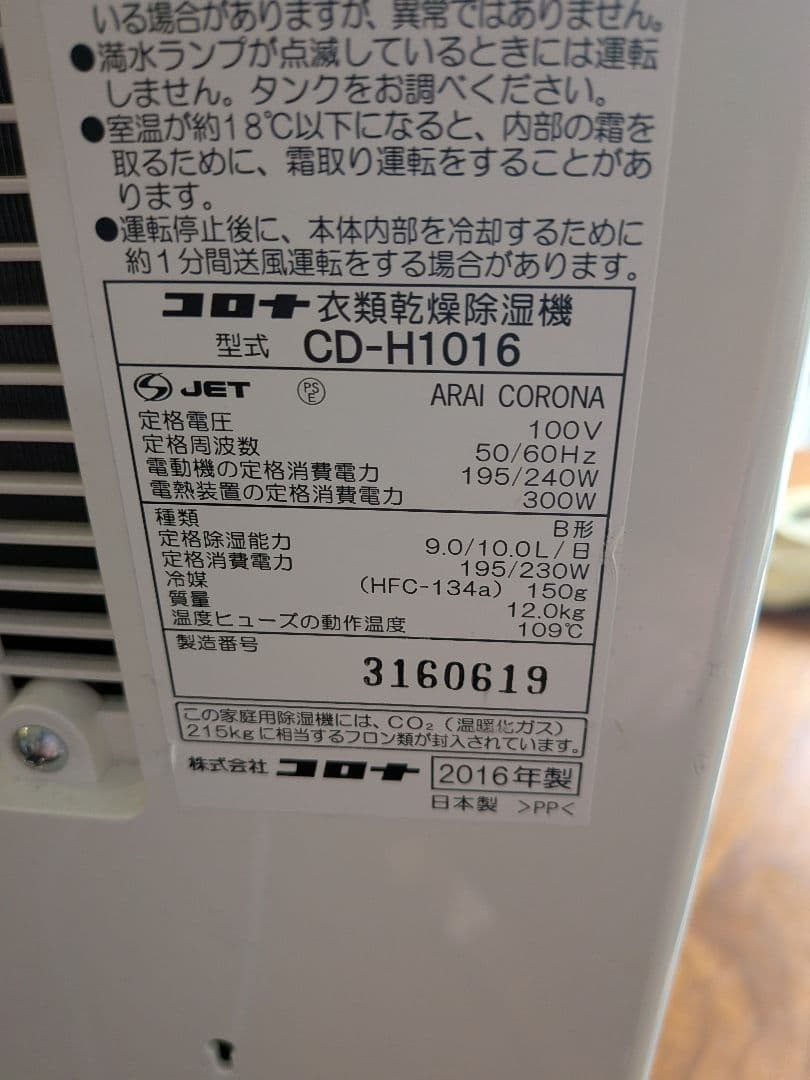 いる場合がありますが、異常ではありません。
●満水ランプが点滅しているときには運転
しません。タンクをお調べください。
●室温が約18℃以下になると、内部の霜を
取るために、霜取り運転をすることがあ
ります。
●運転停止後に、本体内部を冷却するために
約1分間送風運転をする場合があります。
コロナ衣類乾燥除湿機
型式 CD-H1016
JET PSE ARAI CORONA
定格電圧 100V
定格周波数 50/60Hz
電動機の定格消費電力 195/240W
電熱装置の定格消費電力 300W
種類 B形
定格除湿能力 9.0/10.0L/日
定格消費電力 195/230W
冷媒 (HFC-134a) 150g
質量 12.0kg
温度ヒューズの動作温度 109℃
製造番号
3160619
この家庭用除湿機には、CO₂(温暖化ガス)
215kgに相当するフロン類が封入されています。
株式会社 コロナ 2016年製
日本製 >PP<